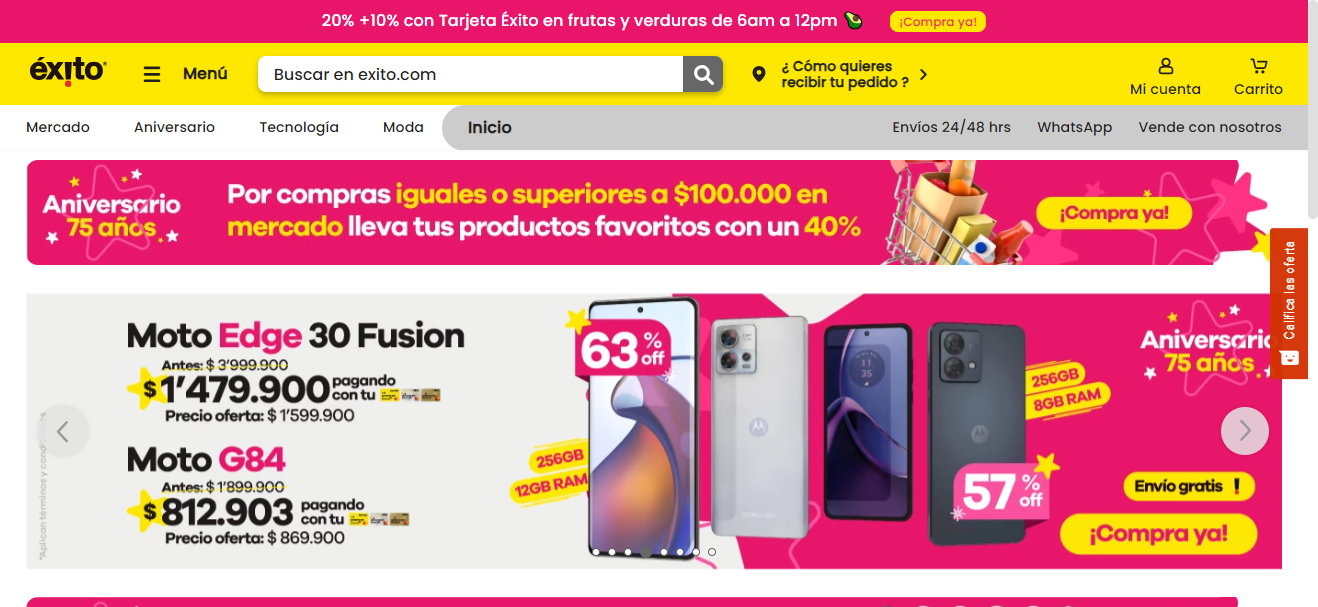 20% +10% con Tarjeta Éxito en frutas y verduras de 6am a 12pm
¡Compra ya!
éxito
Menú
Buscar en exito.com
¿ Cómo quieres
recibir tu pedido ?
Mi cuenta
Carrito
Mercado
Aniversario
Tecnología
Moda
Inicio
Envíos 24/48 hrs
WhatsApp
Vende con nosotros
Aniversario
75 años
Por compras iguales o superiores a $100.000 en
mercado lleva tus productos favoritos con un 40%
¡Compra ya!
Califica las oferta
Moto Edge 30 Fusion
Antes: $ 3'999.900
$1'479.900 pagando
con tu
Precio oferta: $ 1'599.900
Moto G84
Antes: $ 1'899.900
$812.903 pagando
con tu
Precio oferta: $ 869.900
*Aplican términos y cond
63% off
256GB
12GB RAM
11
35
256GB
8GB RAM
57% off
Aniversario
75 años
Envío gratis !
¡Compra ya!